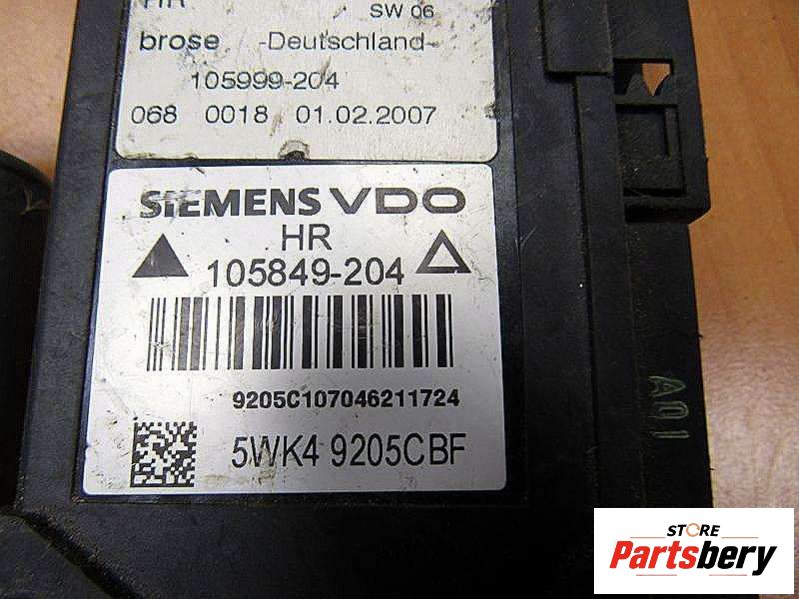 HR
SW 06
brose -Deutschland-
105999-204
068 0018 01.02.2007
SIEMENS VDO
HR
105849-204
9205C107046211724
5WK4 9205CBF
A01
STORE
Partsbery